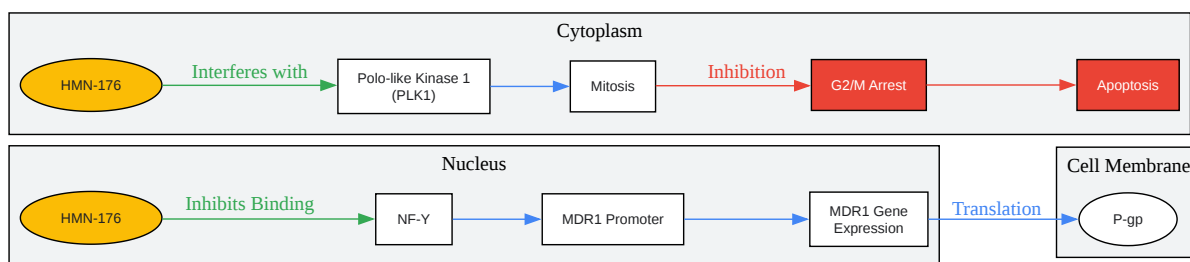 Cytoplasm
HMN-176
Interferes with
Polo-like Kinase 1
(PLK1)
Mitosis
Inhibition
G2/M Arrest
Apoptosis
Nucleus
HMN-176
Inhibits Binding
NF-Y
MDR1 Promoter
MDR1 Gene
Expression
Translation
Cell Membrane
P-gp